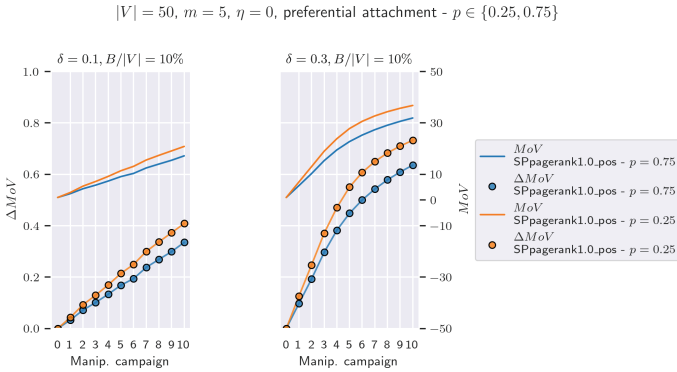 |V| = 50, m = 5, η = 0, preferential attachment - p ∈ {0.25, 0.75}
δ = 0.1, B/|V| = 10%
δ = 0.3, B/|V| = 10%
1.0
0.8
0.6
0.4
0.2
0.0
ΔMoV
0 1 2 3 4 5 6 7 8 9 10
Manip. campaign
0 1 2 3 4 5 6 7 8 9 10
Manip. campaign
50
30
10
0
−10
−30
−50
MoV
MoV
SPpagerank1.0_pos - p = 0.75
ΔMoV
SPpagerank1.0_pos - p = 0.75
MoV
SPpagerank1.0_pos - p = 0.25
ΔMoV
SPpagerank1.0_pos - p = 0.25